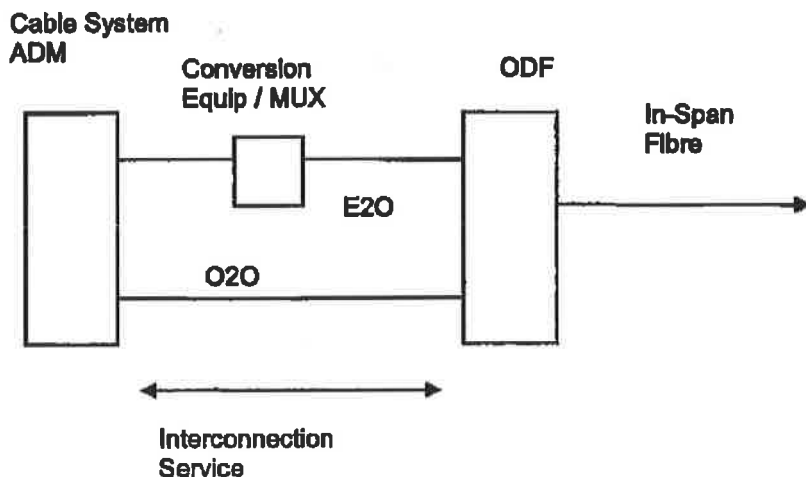 Cable System
ADM
Conversion
Equip / MUX
ODF
In-Span
Fibre
E2O
O2O
Interconnection
Service